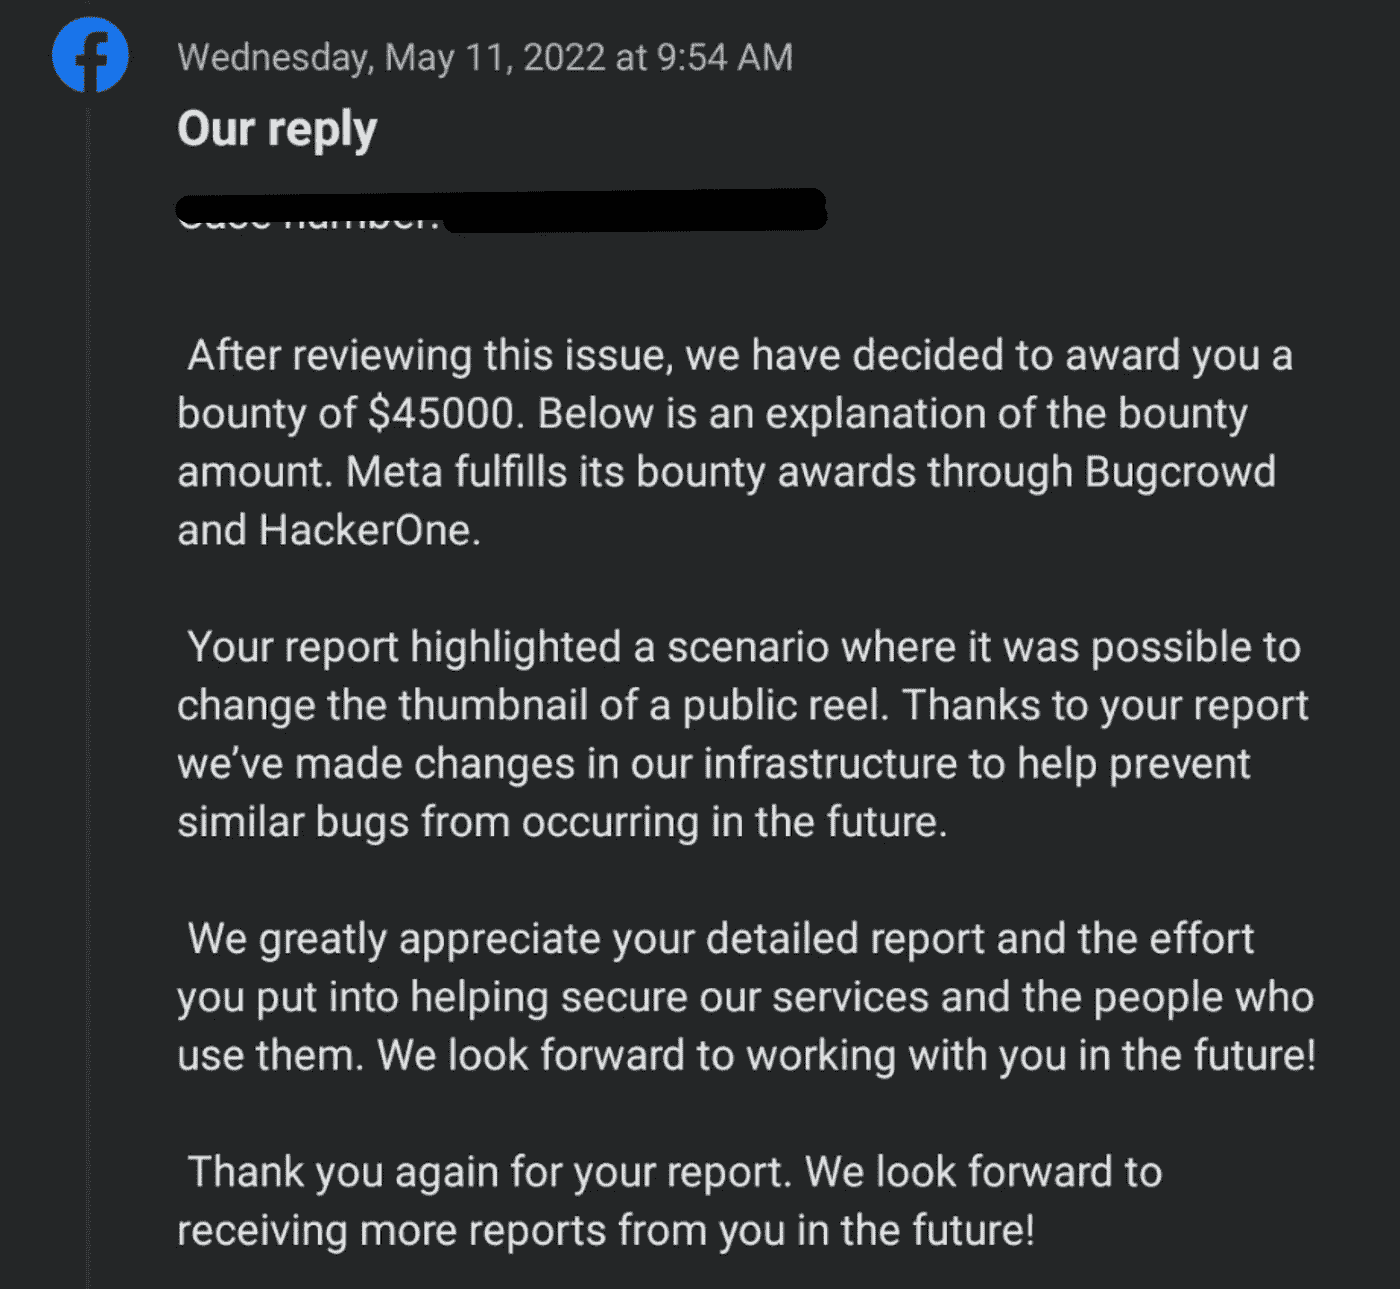 Wednesday, May 11, 2022 at 9:54 AM
Our reply
After reviewing this issue, we have decided to award you a
bounty of $45000. Below is an explanation of the bounty
amount. Meta fulfills its bounty awards through Bugcrowd
and HackerOne.
Your report highlighted a scenario where it was possible to
change the thumbnail of a public reel. Thanks to your report
we’ve made changes in our infrastructure to help prevent
similar bugs from occurring in the future.
We greatly appreciate your detailed report and the effort
you put into helping secure our services and the people who
use them. We look forward to working with you in the future!
Thank you again for your report. We look forward to
receiving more reports from you in the future!